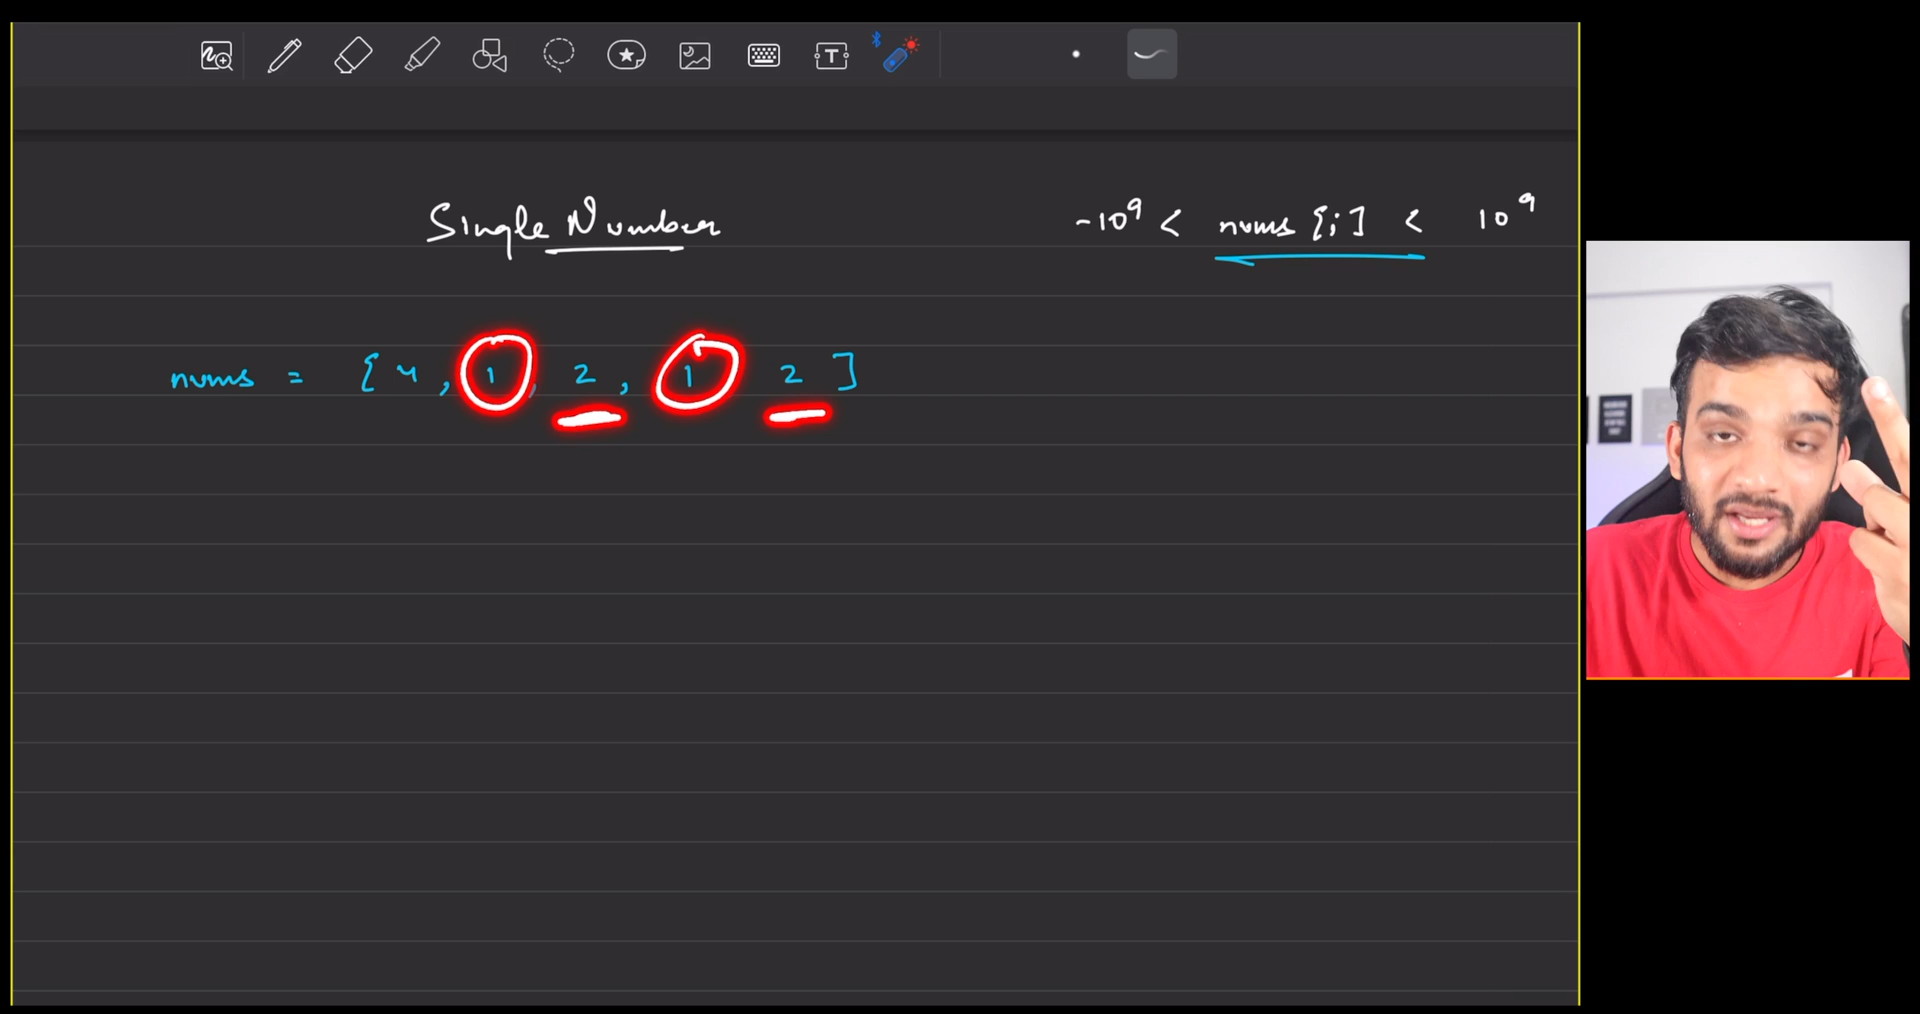 Single Number
-10⁹ < nums [i] < 10⁹
nums = [ 4 , 1 , 2 , 1 2 ]